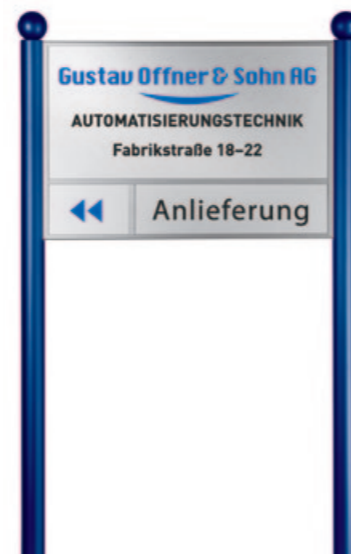 Gustav Offner & Sohn AG
AUTOMATISIERUNGSTECHNIK
Fabrikstraße 18–22
Anlieferung